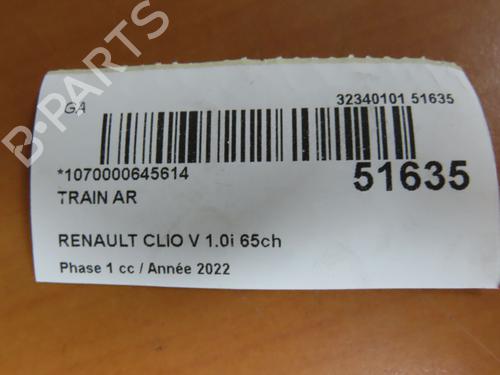 GA
32340101 51635
*1070000645614
51635
TRAIN AR
RENAULT CLIO V 1.0i 65ch
Phase 1 cc / Année 2022
B-PARTS